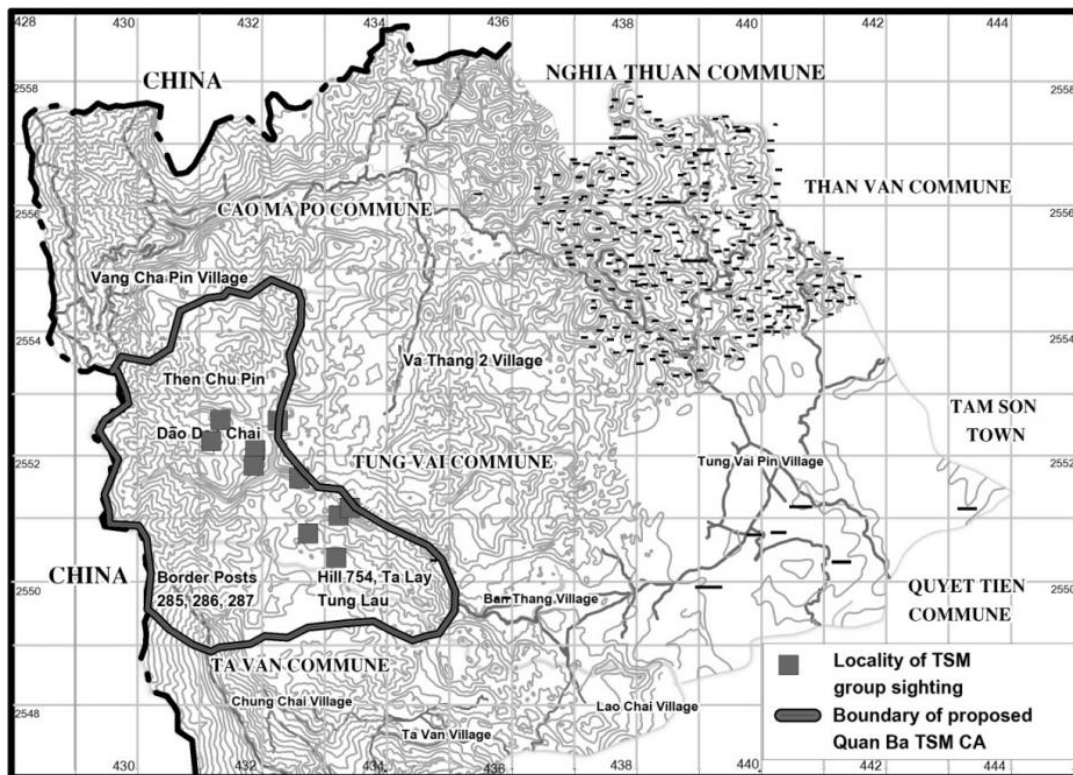 428 430 432 434 436 438 440 442 444
2558
2558
CHINA
NGHIA THUAN COMMUNE
THAN VAN COMMUNE
2556
2556
CAO MA PO COMMUNE
Vang Cha Pin Village
2554
2554
Va Thang 2 Village
Then Chu Pin
TAM SON
TOWN
Dao D Chai
2552
2552
TUNG VAI COMMUNE
Tung Vai Pin Village
CHINA
Border Posts
285, 286, 287
Hill 754, Ta Lay
Tung Lau
2550
2550
Ban Thang Village
QUYET TIEN
COMMUNE
TA VAN COMMUNE
Chung Chai Village
Lao Chai Village
2548
Ta Van Village
Locality of TSM
group sighting
Boundary of proposed
Quan Ba TSM CA
430 432 434 436 438 440 442 444